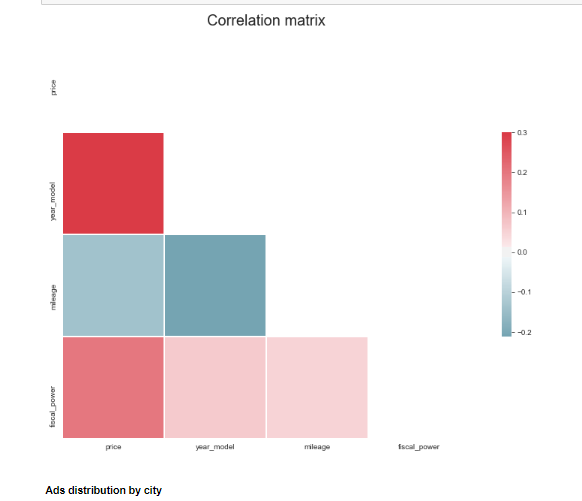 Correlation matrix
price
year_model
mileage
fiscal_power
0.3
0.2
0.1
0.0
−0.1
−0.2
price year_model mileage fiscal_power
Ads distribution by city